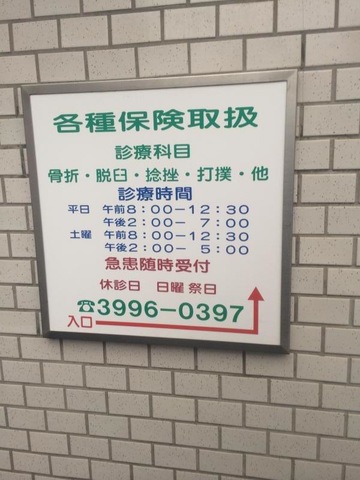 各種保険取扱
診療科目
骨折・脱臼・捻挫・打撲・他
診療時間
平日 午前8:00-12:30
午後2:00- 7:00
土曜 午前8:00-12:30
午後2:00- 5:00
急患随時受付
休診日 日曜 祭日
☎3996-0397
入口